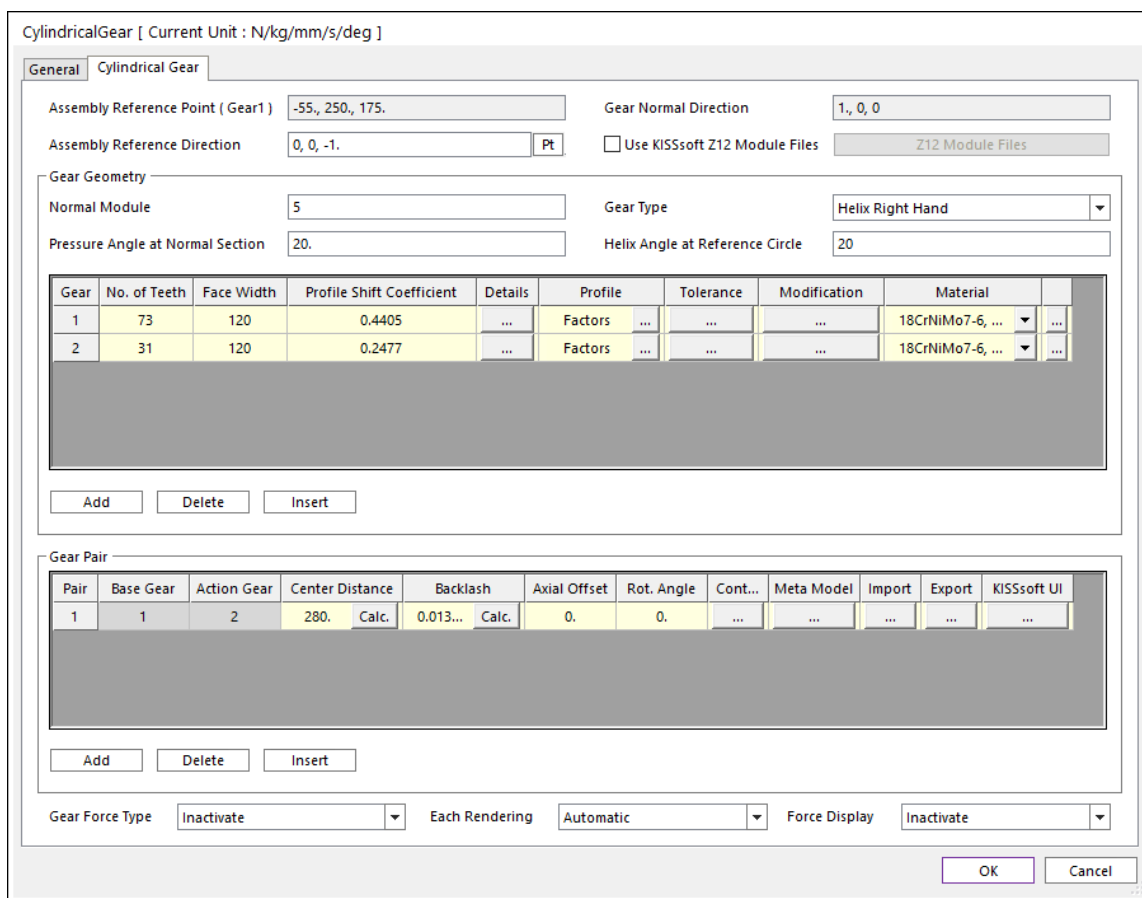 CylindricalGear [ Current Unit : N/kg/mm/s/deg ]
General Cylindrical Gear
Assembly Reference Point ( Gear1 ) -55., 250., 175. Gear Normal Direction 1., 0, 0
Assembly Reference Direction 0, 0, -1. Pt Use KISSsoft Z12 Module Files Z12 Module Files
Gear Geometry
Normal Module 5 Gear Type Helix Right Hand
Pressure Angle at Normal Section 20. Helix Angle at Reference Circle 20
Gear No. of Teeth Face Width Profile Shift Coefficient Details Profile Tolerance Modification Material
1 73 120 0.4405 ... Factors ... ... ... 18CrNiMo7-6, ... ...
2 31 120 0.2477 ... Factors ... ... ... 18CrNiMo7-6, ... ...
Add Delete Insert
Gear Pair
Pair Base Gear Action Gear Center Distance Backlash Axial Offset Rot. Angle Cont... Meta Model Import Export KISSsoft UI
1 1 2 280. Calc. 0.013... Calc. 0. 0. ... ... ... ... ...
Add Delete Insert
Gear Force Type Inactivate Each Rendering Automatic Force Display Inactivate
OK Cancel